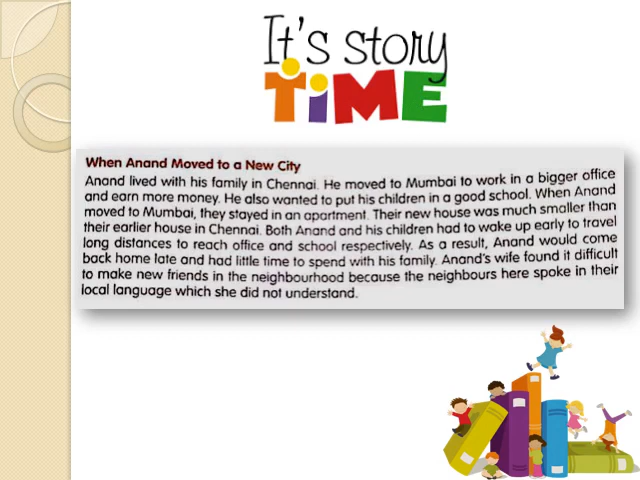 It's story
TiME
When Anand Moved to a New City
Anand lived with his family in Chennai. He moved to Mumbai to work in a bigger office
and earn more money. He also wanted to put his children in a good school. When Anand
moved to Mumbai, they stayed in an apartment. Their new house was much smaller than
their earlier house in Chennai. Both Anand and his children had to wake up early to travel
long distances to reach office and school respectively. As a result, Anand would come
back home late and had little time to spend with his family. Anand's wife found it difficult
to make new friends in the neighbourhood because the neighbours here spoke in their
local language which she did not understand.